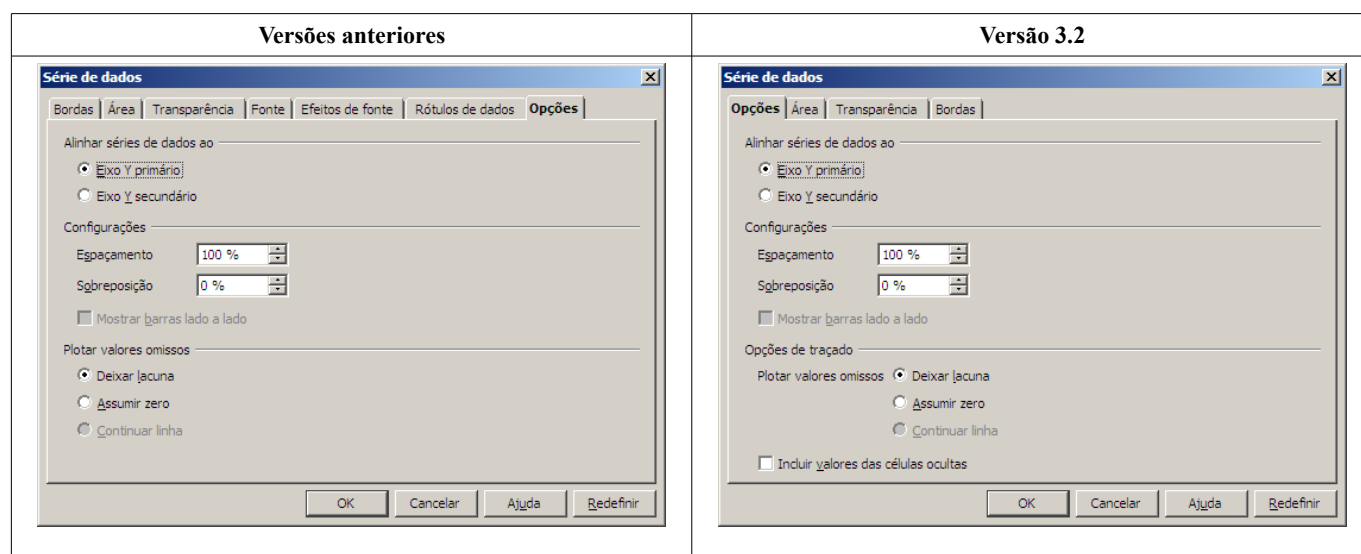 Versões anteriores
Versão 3.2
Série de dados
Bordas Área Transparência Fonte Efeitos de fonte Rótulos de dados Opções
Alinhar séries de dados ao
Eixo Y primário
Eixo Y secundário
Configurações
Espaçamento 100 %
Sobreposição 0 %
Mostrar barras lado a lado
Plotar valores omissos
Deixar lacuna
Assumir zero
Continuar linha
OK Cancelar Ajuda Redefinir
Série de dados
Opções Área Transparência Bordas
Alinhar séries de dados ao
Eixo Y primário
Eixo Y secundário
Configurações
Espaçamento 100 %
Sobreposição 0 %
Mostrar barras lado a lado
Opções de traçado
Plotar valores omissos Deixar lacuna
Assumir zero
Continuar linha
Incluir valores das células ocultas
OK Cancelar Ajuda Redefinir